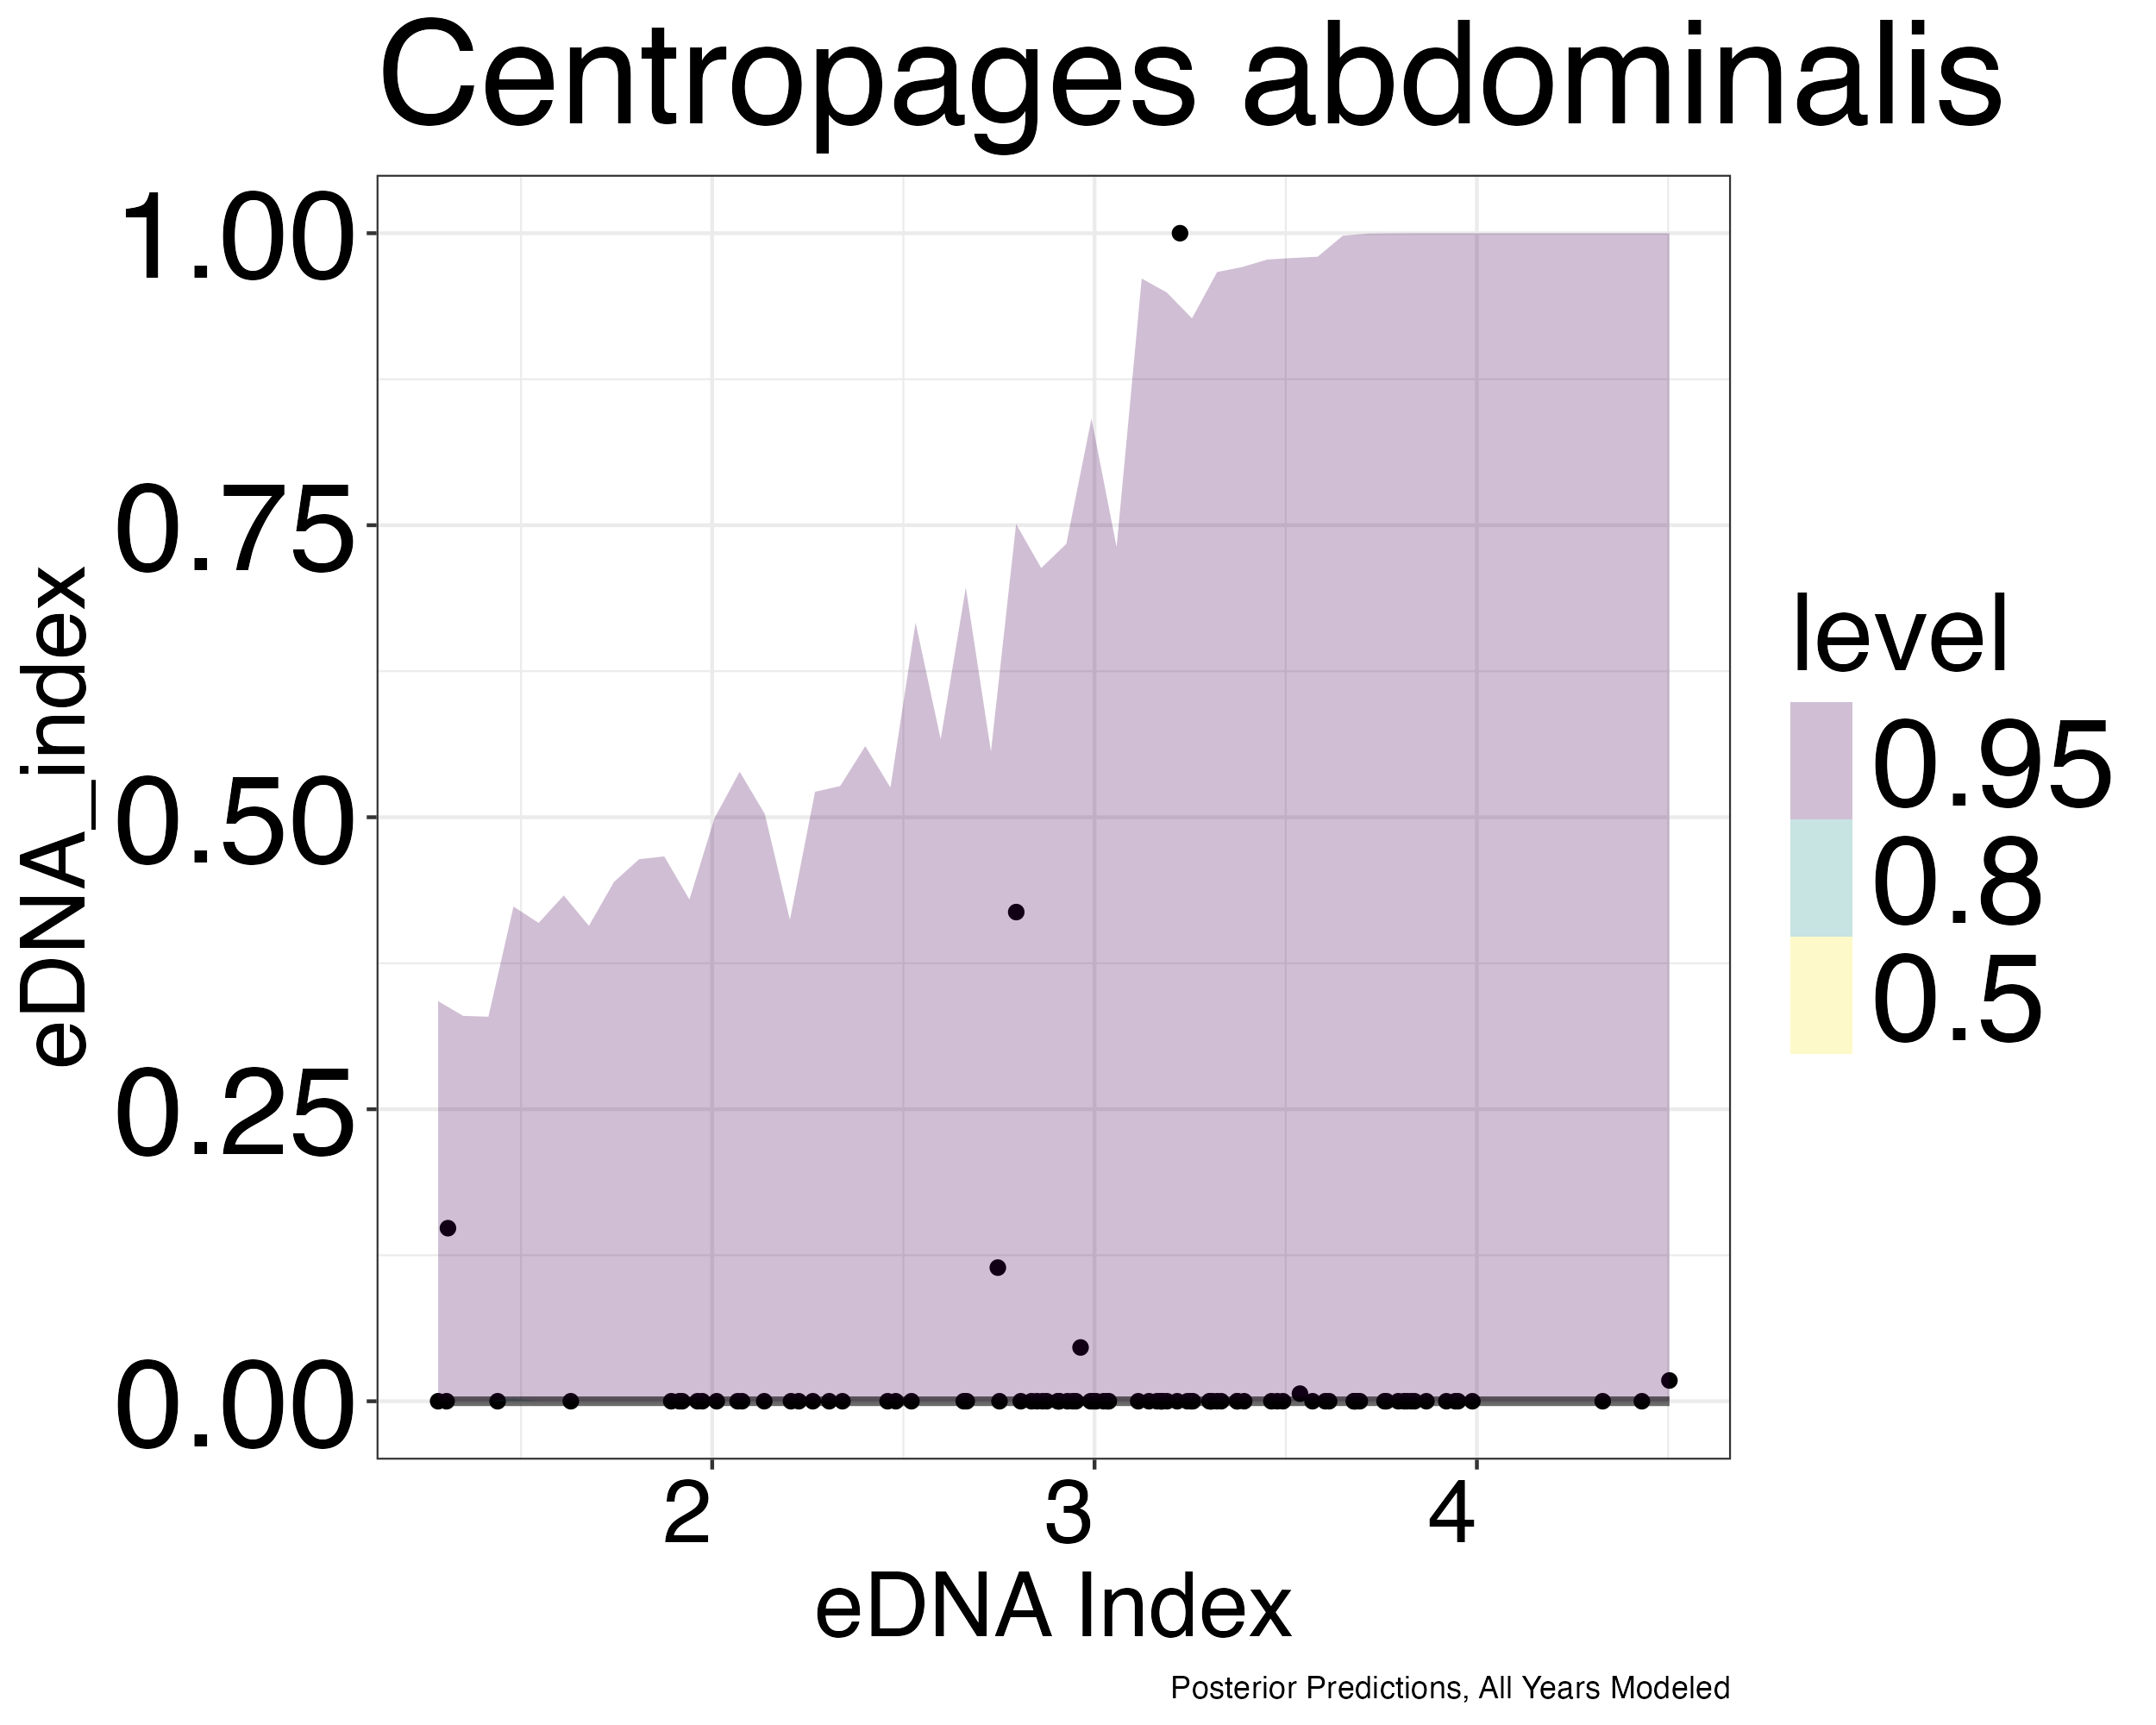 Centropages abdominalis
eDNA_index
1.00
0.75
0.50
0.25
0.00
2 3 4
eDNA Index
level
0.95
0.8
0.5
Posterior Predictions, All Years Modeled